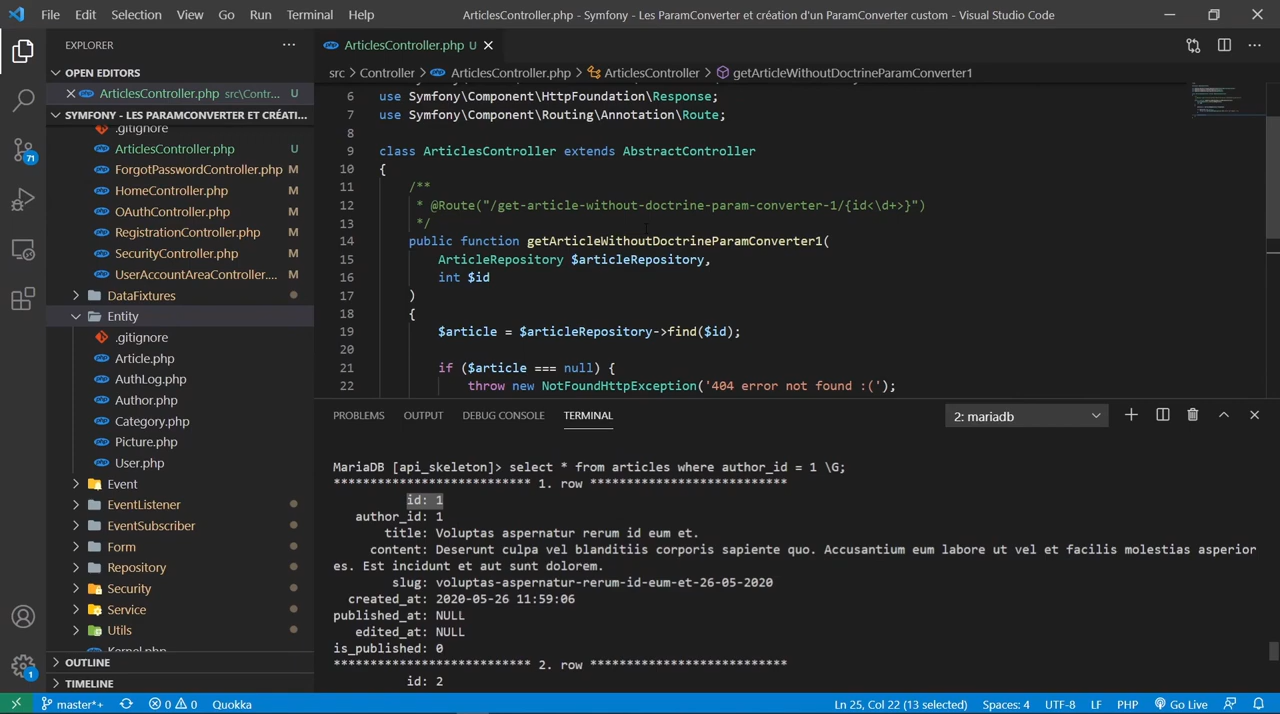 File Edit Selection View Go Run Terminal Help
ArticlesController.php - Symfony - Les ParamConverter et création d'un ParamConverter custom - Visual Studio Code
EXPLORER
OPEN EDITORS
ArticlesController.php src\Contr... U
SYMFONY - LES PARAMCONVERTER ET CRÉATI...
.gitignore
ArticlesController.php U
ForgotPasswordController.php M
HomeController.php M
OAuthController.php M
RegistrationController.php M
SecurityController.php M
UserAccountAreaController.... M
DataFixtures
Entity
.gitignore
Article.php
AuthLog.php
Author.php
Category.php
Picture.php
User.php
Event
EventListener
EventSubscriber
Form
Repository
Security
Service
Utils
Kernel.php
OUTLINE
TIMELINE
71
1
ArticlesController.php U
src > Controller > ArticlesController.php > ArticlesController > getArticleWithoutDoctrineParamConverter1
6 use Symfony\Component\HttpFoundation\Response;
7 use Symfony\Component\Routing\Annotation\Route;
8
9 class ArticlesController extends AbstractController
10 {
11 /**
12 * @Route("/get-article-without-doctrine-param-converter-1/{id<\d+>}")
13 */
14 public function getArticleWithoutDoctrineParamConverter1(
15 ArticleRepository $articleRepository,
16 int $id
17 )
18 {
19 $article = $articleRepository->find($id);
20
21 if ($article === null) {
22 throw new NotFoundHttpException('404 error not found :(');
PROBLEMS OUTPUT DEBUG CONSOLE TERMINAL
2: mariadb
MariaDB [api_skeleton]> select * from articles where author_id = 1 \G;
*************************** 1. row ***************************
id: 1
author_id: 1
title: Voluptas aspernatur rerum id eum et.
content: Deserunt culpa vel blanditiis corporis sapiente quo. Accusantium eum labore ut vel et facilis molestias asperior
es. Est incidunt et aut sunt dolorem.
slug: voluptas-aspernatur-rerum-id-eum-et-26-05-2020
created_at: 2020-05-26 11:59:06
published_at: NULL
edited_at: NULL
is_published: 0
*************************** 2. row ***************************
id: 2
master*+ 0 0 Quokka
Ln 25, Col 22 (13 selected) Spaces: 4 UTF-8 LF PHP Go Live